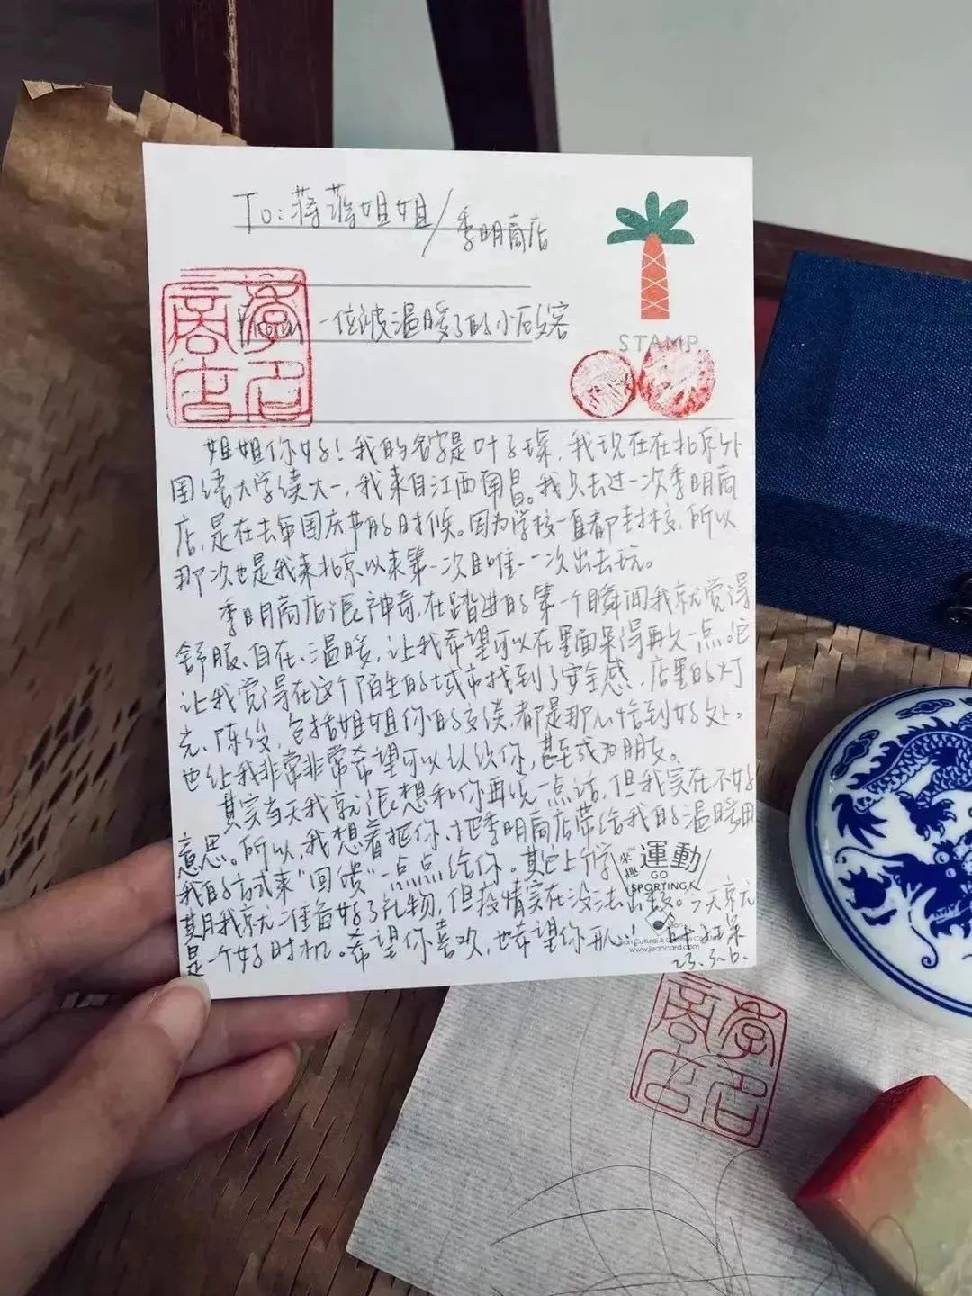 To: 蒋蒋姐姐/季明商店
From 一位被温暖了的小顾客
STAMP
姐姐你好！我的名字是叶子琛，我现在在北京外
国语大学读大一，我来自江西南昌。我只去过一次季明商
店，是在去年国庆节的时候。因为学校一直都封校，所以
那次也是我来北京以来第一次且唯一一次出去玩。
季明商店很神奇，在踏进的第一个瞬间我就觉得
舒服、自在、温暖，让我希望可以在里面呆得再久一点。它
让我觉得在这个陌生的城市找到了安全感，店里的灯
光、陈设，包括姐姐你的交谈，都是那么恰到好处。
也让我非常非常希望可以认识你，甚至成为朋友。
其实当天我就很想和你再说一点话，但我实在不好
意思。所以，我想着把你、把季明商店带给我的温暖用
我的方式来“回馈”一点点给你。其实上个学
期我就准备好了礼物，但疫情实在没法出校。今天就
是个好时机。希望你喜欢，也希望你开心！
23.3.6.
來運動/
趣
GO
SPORTING
商店